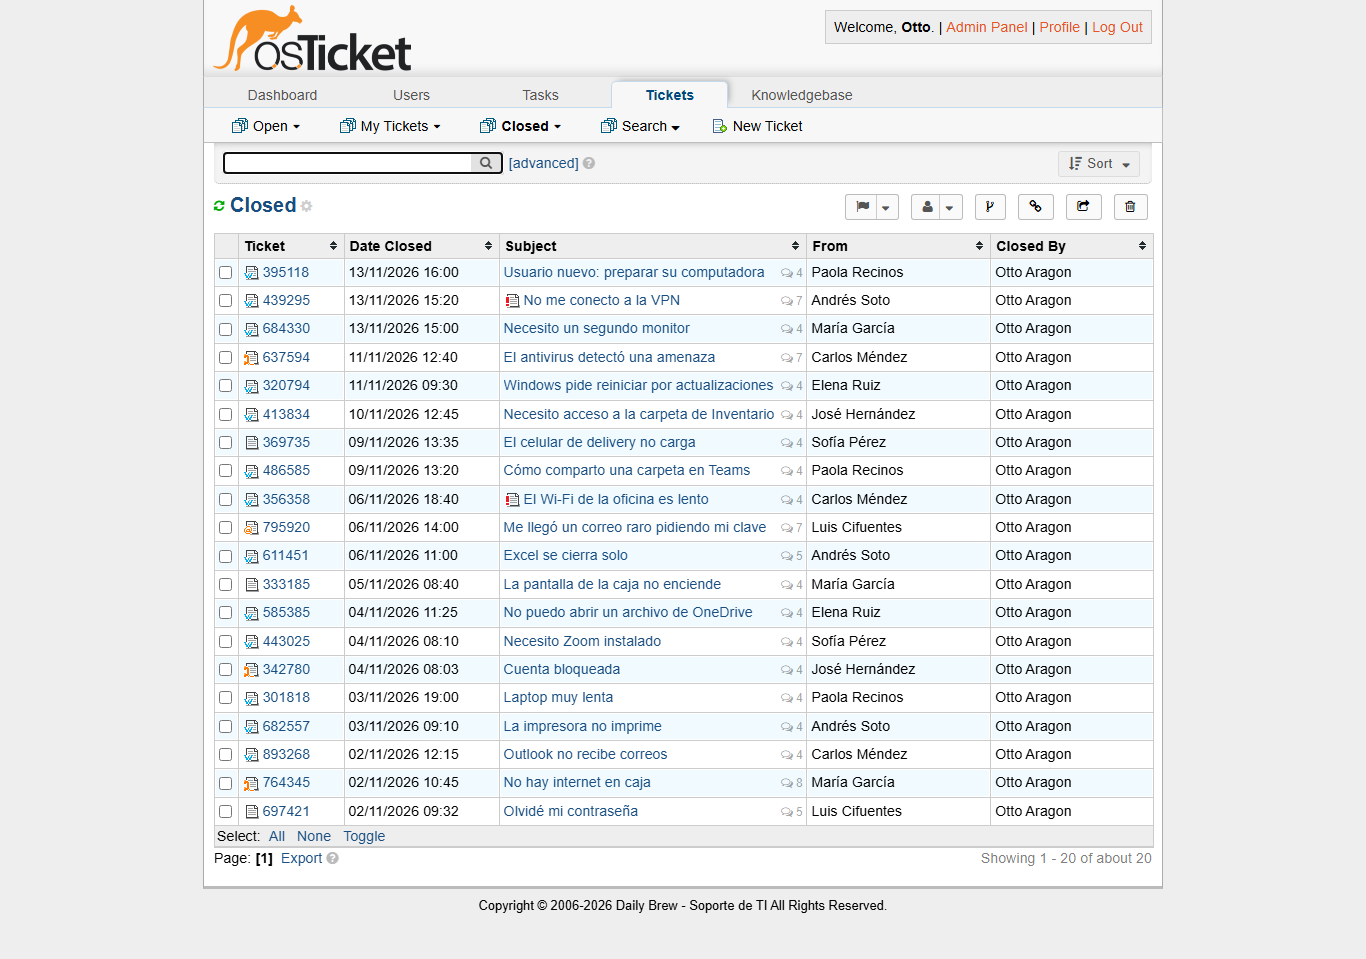 osTicket
Welcome, Otto. | Admin Panel | Profile | Log Out
Dashboard Users Tasks Tickets Knowledgebase
Open My Tickets Closed Search New Ticket
[advanced] Sort
Closed
Ticket Date Closed Subject From Closed By
395118 13/11/2026 16:00 Usuario nuevo: preparar su computadora 4 Paola Recinos Otto Aragon
439295 13/11/2026 15:20 No me conecto a la VPN 7 Andrés Soto Otto Aragon
684330 13/11/2026 15:00 Necesito un segundo monitor 4 María García Otto Aragon
637594 11/11/2026 12:40 El antivirus detectó una amenaza 7 Carlos Méndez Otto Aragon
320794 11/11/2026 09:30 Windows pide reiniciar por actualizaciones 4 Elena Ruiz Otto Aragon
413834 10/11/2026 12:45 Necesito acceso a la carpeta de Inventario 4 José Hernández Otto Aragon
369735 09/11/2026 13:35 El celular de delivery no carga 4 Sofía Pérez Otto Aragon
486585 09/11/2026 13:20 Cómo comparto una carpeta en Teams 4 Paola Recinos Otto Aragon
356358 06/11/2026 18:40 El Wi-Fi de la oficina es lento 4 Carlos Méndez Otto Aragon
795920 06/11/2026 14:00 Me llegó un correo raro pidiendo mi clave 7 Luis Cifuentes Otto Aragon
611451 06/11/2026 11:00 Excel se cierra solo 5 Andrés Soto Otto Aragon
333185 05/11/2026 08:40 La pantalla de la caja no enciende 4 María García Otto Aragon
585385 04/11/2026 11:25 No puedo abrir un archivo de OneDrive 4 Elena Ruiz Otto Aragon
443025 04/11/2026 08:10 Necesito Zoom instalado 4 Sofía Pérez Otto Aragon
342780 04/11/2026 08:03 Cuenta bloqueada 4 José Hernández Otto Aragon
301818 03/11/2026 19:00 Laptop muy lenta 4 Paola Recinos Otto Aragon
682557 03/11/2026 09:10 La impresora no imprime 4 Andrés Soto Otto Aragon
893268 02/11/2026 12:15 Outlook no recibe correos 4 Carlos Méndez Otto Aragon
764345 02/11/2026 10:45 No hay internet en caja 8 María García Otto Aragon
697421 02/11/2026 09:32 Olvidé mi contraseña 5 Luis Cifuentes Otto Aragon
Select: All None Toggle
Page: [1] Export Showing 1 - 20 of about 20
Copyright © 2006-2026 Daily Brew - Soporte de TI All Rights Reserved.